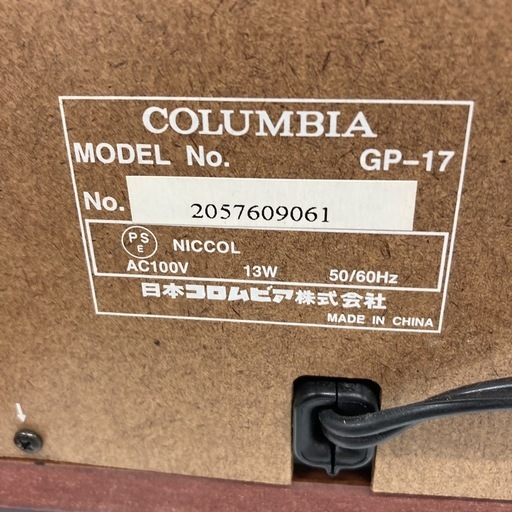 COLUMBIA
MODEL No. GP-17
No. 2057609061
PS
E NICCOL
AC100V 13W 50/60Hz
日本コロムビア株式会社
MADE IN CHINA